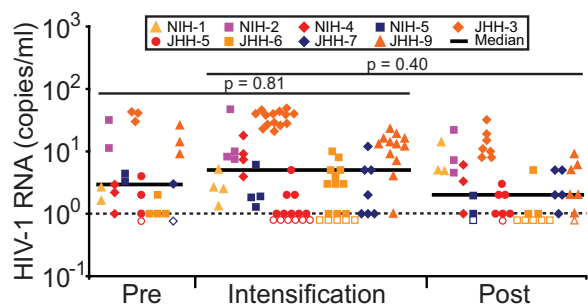 NIH-1 NIH-2 NIH-4 NIH-5 JHH-3
JHH-5 JHH-6 JHH-7 JHH-9 Median
p = 0.40
p = 0.81
HIV-1 RNA (copies/ml)
10³
10²
10¹
10⁰
10⁻¹
Pre Intensification Post